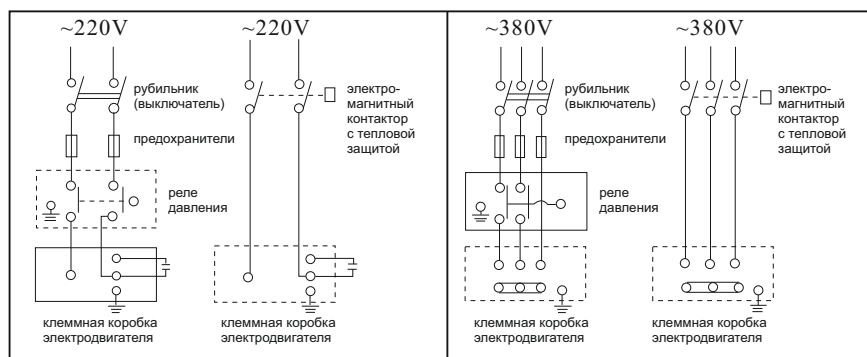 ~220V
~220V
рубильник
(выключатель)
предохранители
реле
давления
электро-
магнитный
контактор
с тепловой
защитой
клеммная коробка
электродвигателя
клеммная коробка
электродвигателя
~380V
~380V
рубильник
(выключатель)
предохранители
реле
давления
электро-
магнитный
контактор
с тепловой
защитой
клеммная коробка
электродвигателя
клеммная коробка
электродвигателя